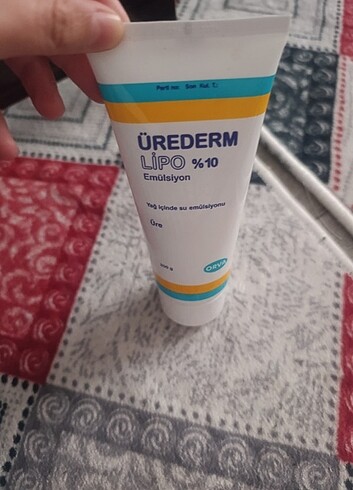 Parti no: Son Kul. T.:
ÜREDERM
LİPO %10
Emülsiyon
Yağ içinde su emülsiyonu
Üre
ORVA